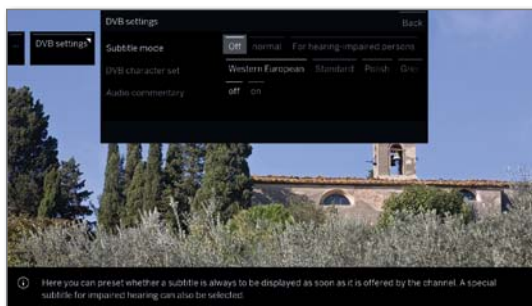 DVB settings Back
... DVB settings
Subtitle mode Off normal For hearing-impaired persons
DVB character set Western European Standard Polish Gre-
Audio commentary off on
Here you can preset whether a subtitle is always to be displayed as soon as it is offered by the channel. A special
subtitle for impaired hearing can also be selected.